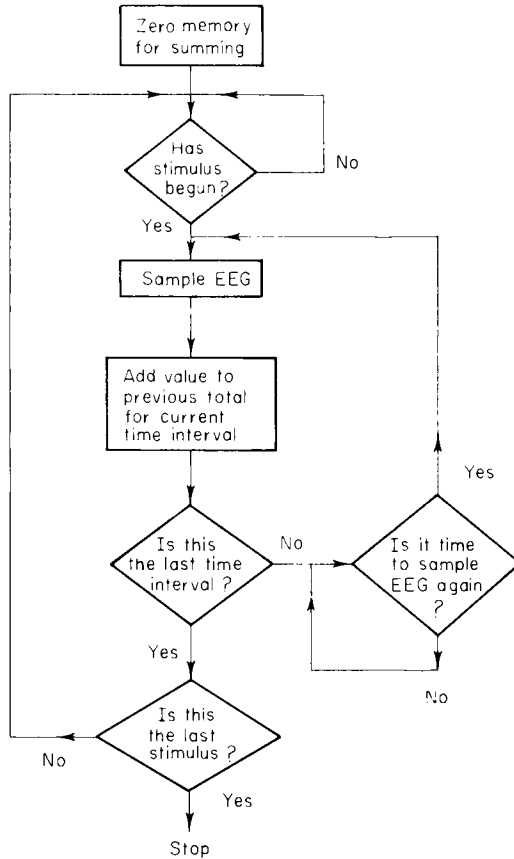 Zero memory
for summing
Has
stimulus
begun?
No
Yes
Sample EEG
Add value to
previous total
for current
time interval
Yes
Is this
the last time
interval ?
No
Is it time
to sample
EEG again
?
Yes
No
Is this
the last
stimulus ?
No
Yes
Stop